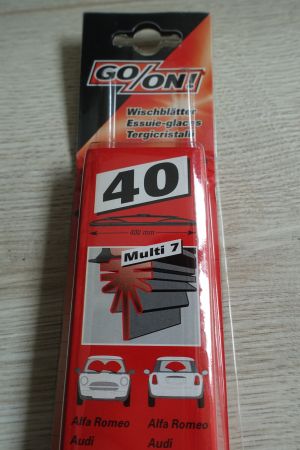 GO/ON!
Wischblätter
Essuie-glaces
Tergicristalli
40
400 mm
Multi 7
Alfa Romeo
Alfa Romeo
Audi
Audi